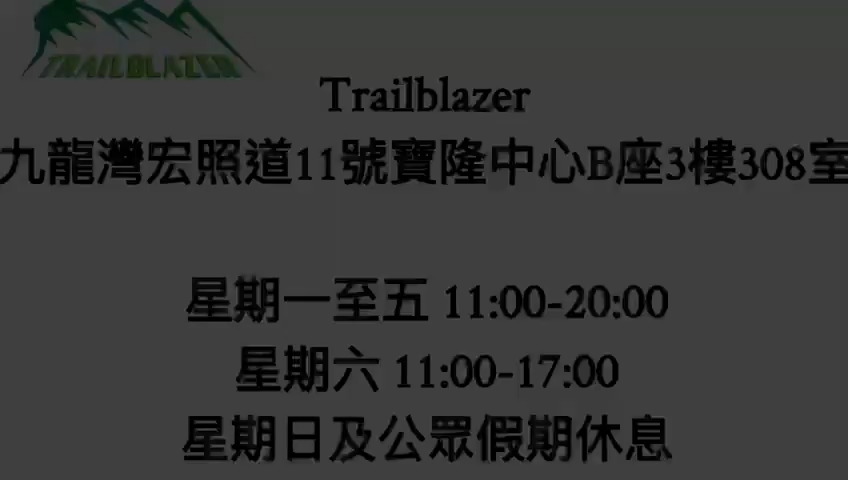 TRAILBLAZER
Trailblazer
九龍灣宏照道11號寶隆中心B座3樓308室
星期一至五 11:00-20:00
星期六 11:00-17:00
星期日及公眾假期休息